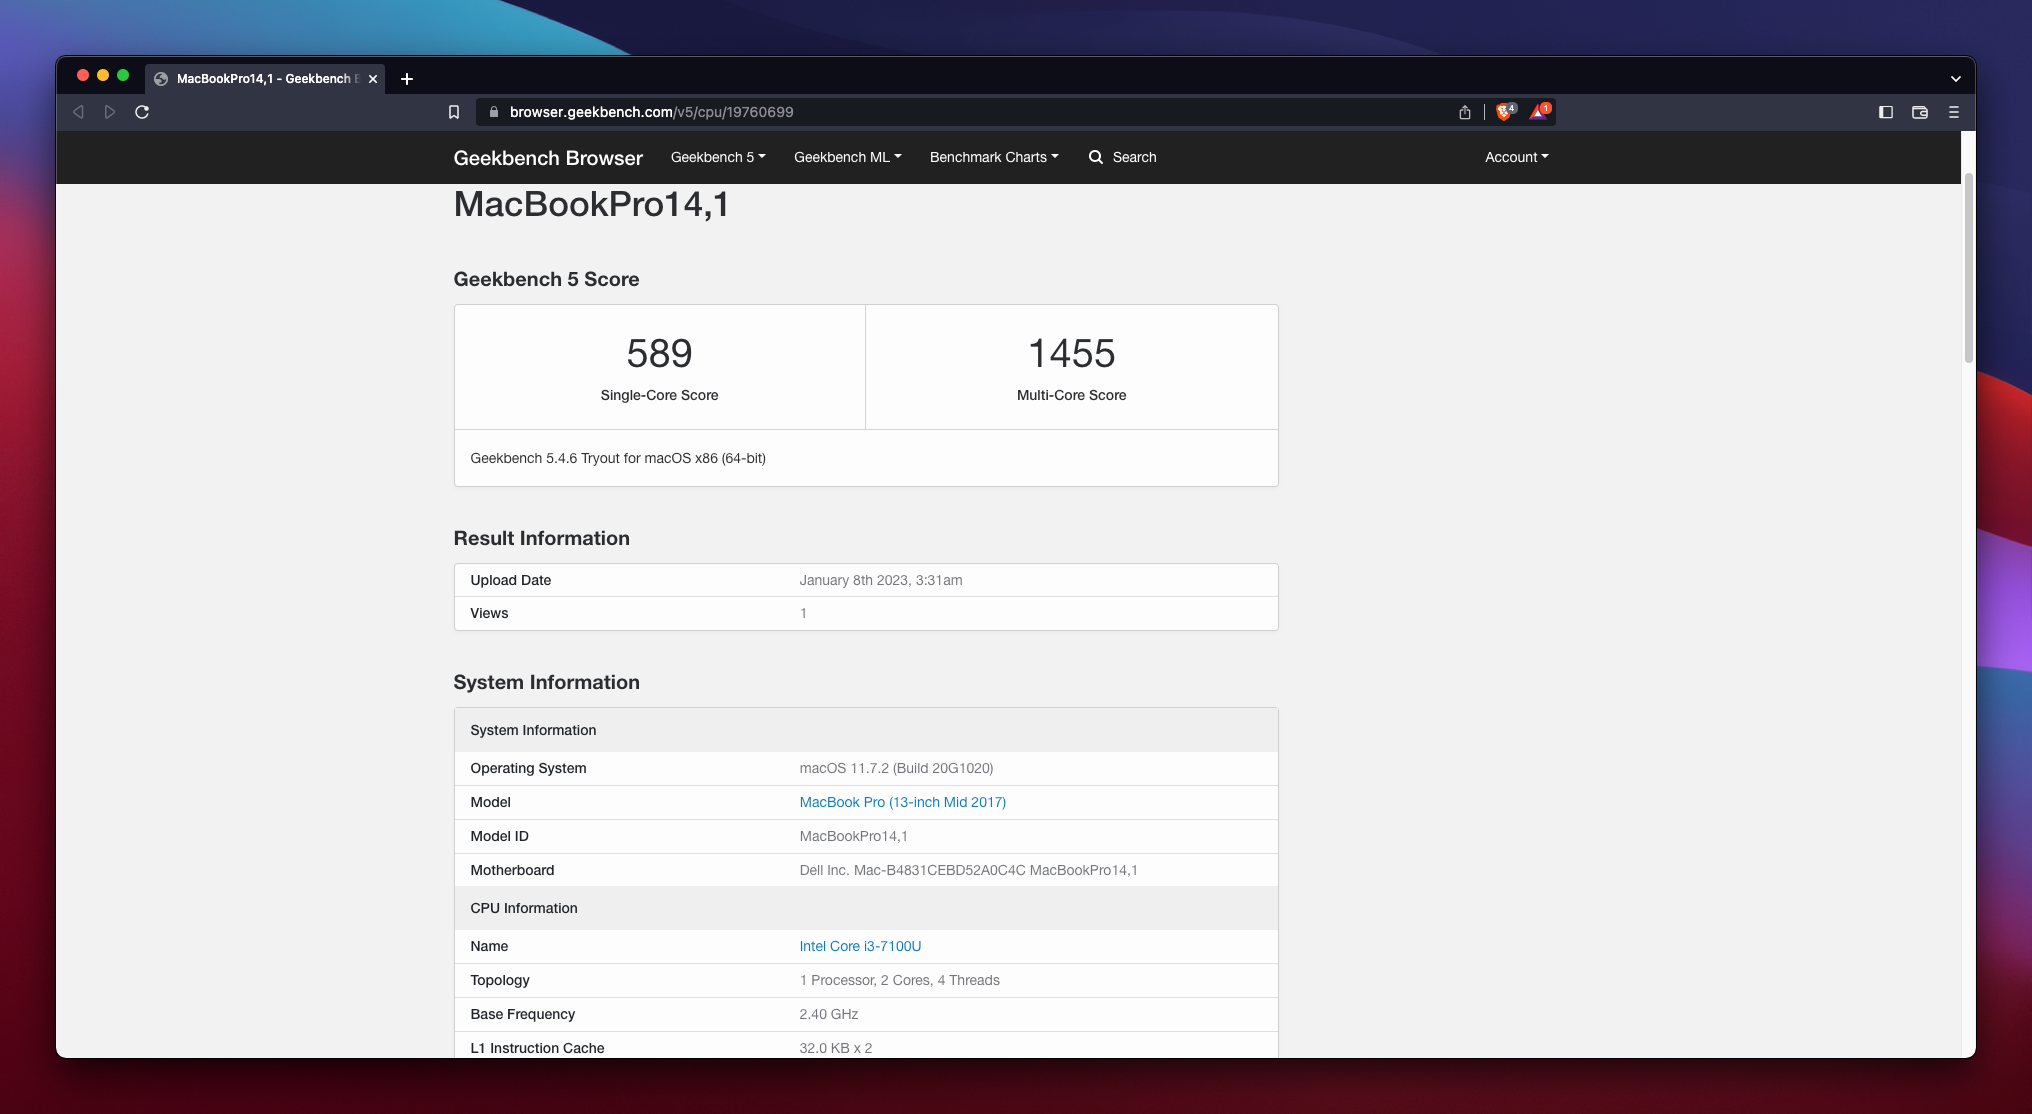 MacBookPro14,1 - Geekbench
browser.geekbench.com/v5/cpu/19760699
4
1
Geekbench Browser
Geekbench 5
Geekbench ML
Benchmark Charts
Search
Account
MacBookPro14,1
Geekbench 5 Score
589
1455
Single-Core Score
Multi-Core Score
Geekbench 5.4.6 Tryout for macOS x86 (64-bit)
Result Information
Upload Date January 8th 2023, 3:31am
Views 1
System Information
System Information
Operating System macOS 11.7.2 (Build 20G1020)
Model MacBook Pro (13-inch Mid 2017)
Model ID MacBookPro14,1
Motherboard Dell Inc. Mac-B4831CEBD52A0C4C MacBookPro14,1
CPU Information
Name Intel Core i3-7100U
Topology 1 Processor, 2 Cores, 4 Threads
Base Frequency 2.40 GHz
L1 Instruction Cache 32.0 KB x 2